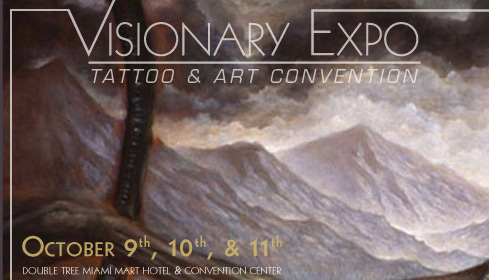 VISIONARY EXPO
TATTOO & ART CONVENTION
OCTOBER 9th, 10th, & 11th
DOUBLE TREE MIAMI MART HOTEL & CONVENTION CENTER